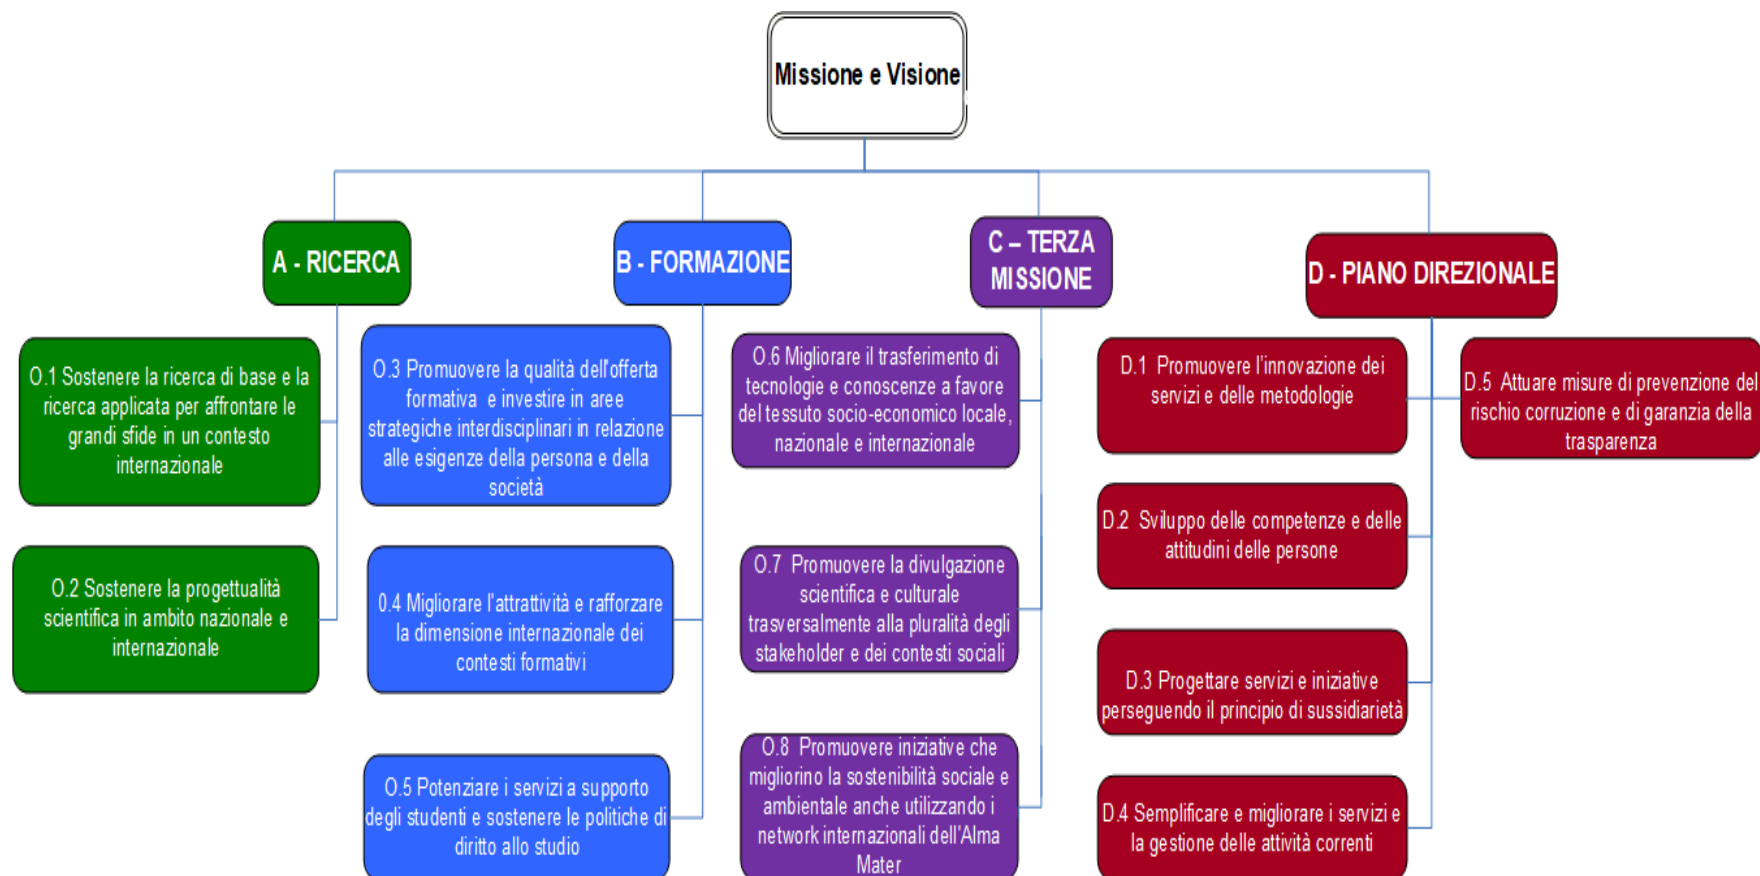 Missione e Visione
A - RICERCA
O.1 Sostenere la ricerca di base e la
ricerca applicata per affrontare le
grandi sfide in un contesto
internazionale
O.2 Sostenere la progettualità
scientifica in ambito nazionale e
internazionale
B - FORMAZIONE
O.3 Promuovere la qualità dell'offerta
formativa e investire in aree
strategiche interdisciplinari in relazione
alle esigenze della persona e della
società
0.4 Migliorare l'attrattività e rafforzare
la dimensione internazionale dei
contesti formativi
O.5 Potenziare i servizi a supporto
degli studenti e sostenere le politiche di
diritto allo studio
C – TERZA
MISSIONE
O.6 Migliorare il trasferimento di
tecnologie e conoscenze a favore
del tessuto socio-economico locale,
nazionale e internazionale
O.7 Promuovere la divulgazione
scientifica e culturale
trasversalmente alla pluralità degli
stakeholder e dei contesti sociali
O.8 Promuovere iniziative che
migliorino la sostenibilità sociale e
ambientale anche utilizzando i
network internazionali dell'Alma
Mater
D - PIANO DIREZIONALE
D.1 Promuovere l'innovazione dei
servizi e delle metodologie
D.2 Sviluppo delle competenze e delle
attitudini delle persone
D.3 Progettare servizi e iniziative
perseguendo il principio di sussidiarietà
D.4 Semplificare e migliorare i servizi e
la gestione delle attività correnti
D.5 Attuare misure di prevenzione del
rischio corruzione e di garanzia della
trasparenza